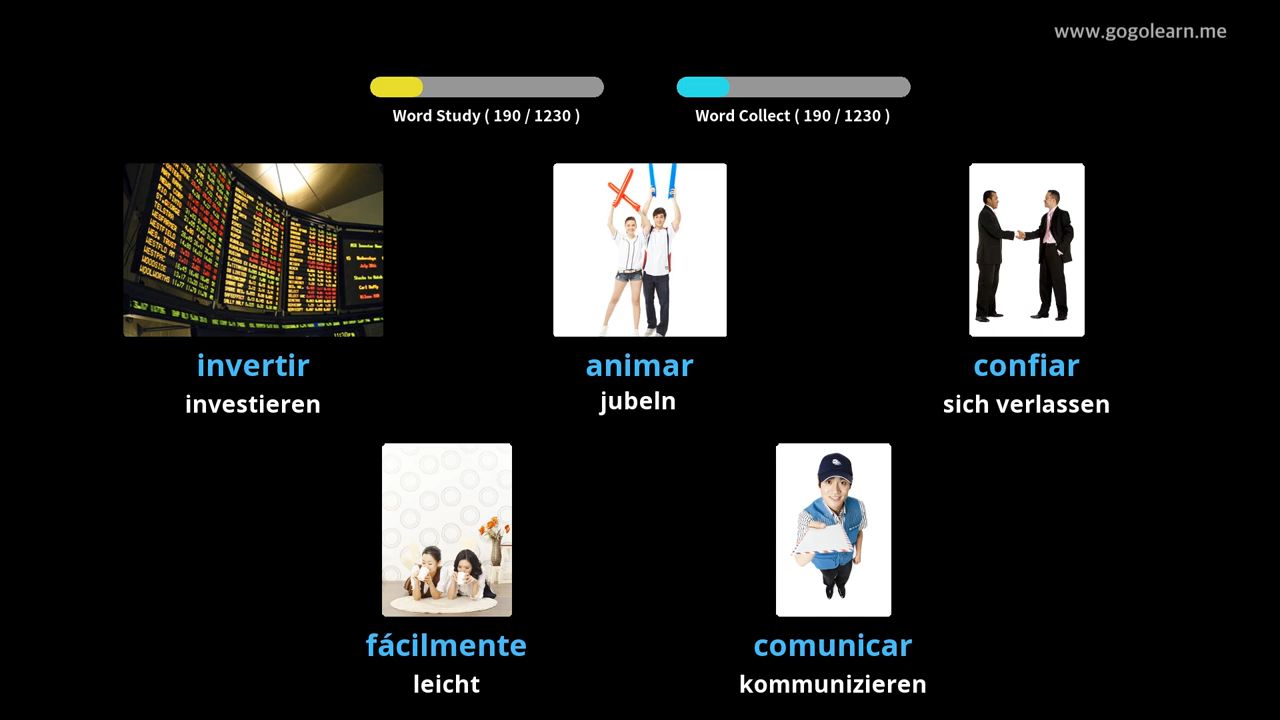 www.gogolearn.me
Word Study ( 190 / 1230 )
Word Collect ( 190 / 1230 )
invertir
investieren
animar
jubeln
confiar
sich verlassen
fácilmente
leicht
comunicar
kommunizieren